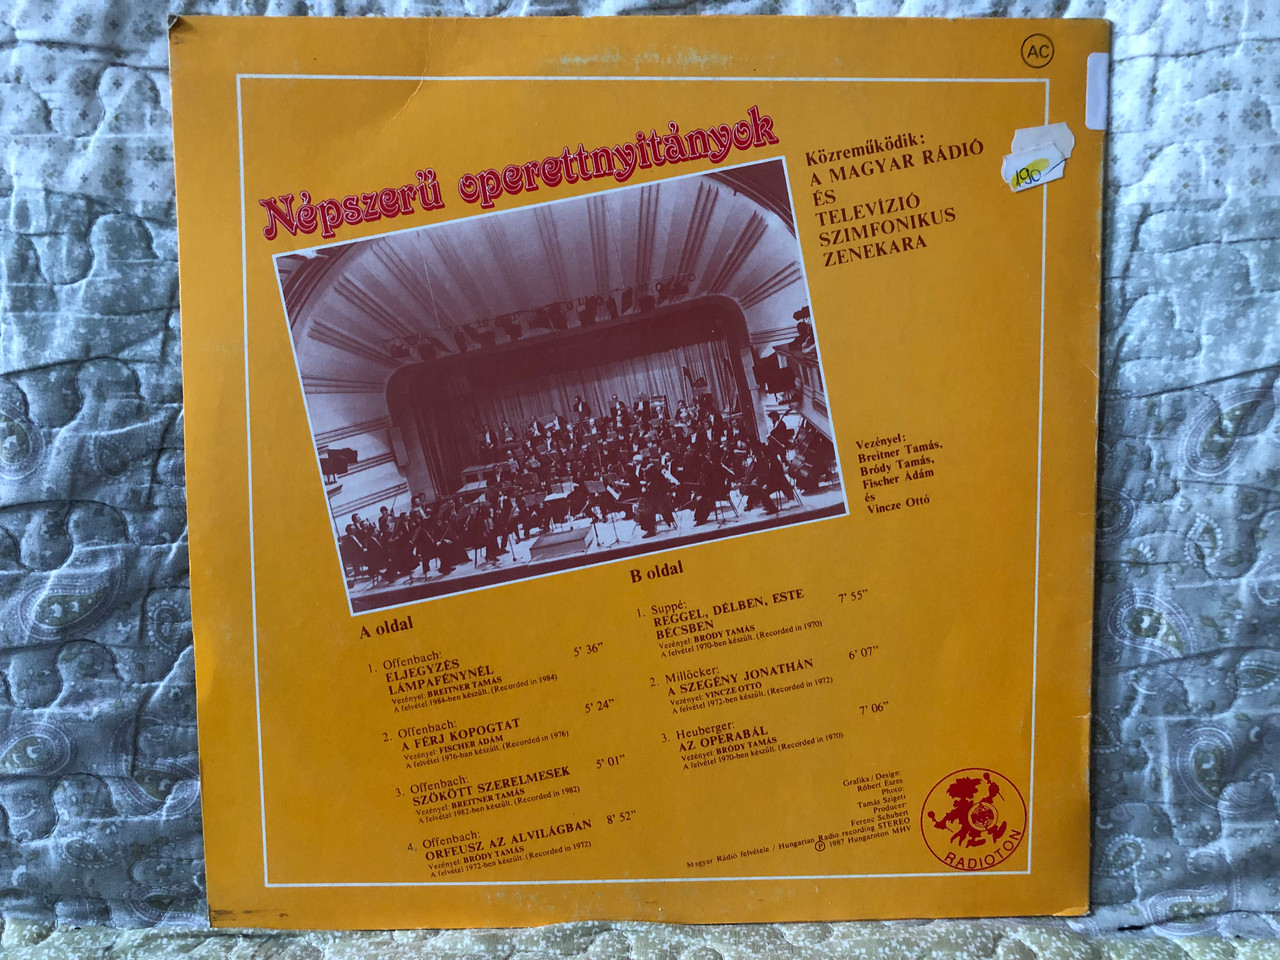 AC
Népszerű operettnyitányok
Közreműködik:
A MAGYAR RÁDIÓ
ÉS
TELEVÍZIÓ
SZIMFONIKUS
ZENEKARA
190
Vezényel:
Breitner Tamás,
Bródy Tamás,
Fischer Ádám
és
Vincze Ottó
A oldal
1. Offenbach:
ELJEGYZÉS
LÁMPAFÉNYNÉL 5' 36"
Vezényel: BREITNER TAMÁS
A felvétel 1984-ben készült. (Recorded in 1984)
2. Offenbach:
A FÉRJ KOPOGTAT 5' 24"
Vezényel: FISCHER ÁDÁM
A felvétel 1976-ban készült. (Recorded in 1976)
3. Offenbach:
SZÖKÖTT SZERELMESEK 5' 01"
Vezényel: BREITNER TAMÁS
A felvétel 1982-ben készült. (Recorded in 1982)
4. Offenbach:
ORFEUSZ AZ ALVILÁGBAN 8' 52"
Vezényel: BRÓDY TAMÁS
A felvétel 1972-ben készült. (Recorded in 1972)
B oldal
1. Suppé:
REGGEL, DÉLBEN, ESTE 7' 55"
BÉCSBEN
Vezényel: BRÓDY TAMÁS
A felvétel 1970-ben készült. (Recorded in 1970)
2. Millöcker:
A SZEGÉNY JONATHÁN 6' 07"
Vezényel: VINCZE OTTÓ
A felvétel 1972-ben készült. (Recorded in 1972)
3. Heuberger:
AZ OPERABÁL 7' 06"
Vezényel: BRÓDY TAMÁS
A felvétel 1970-ben készült. (Recorded in 1970)
Grafika / Design:
Róbert Eszes
Photo:
Tamás Szigeti
Producer:
Ferenc Schubert
Magyar Rádió felvétele / Hungarian Radio recording STEREO
Ⓟ 1987 Hungaroton MHV
RADIOTON